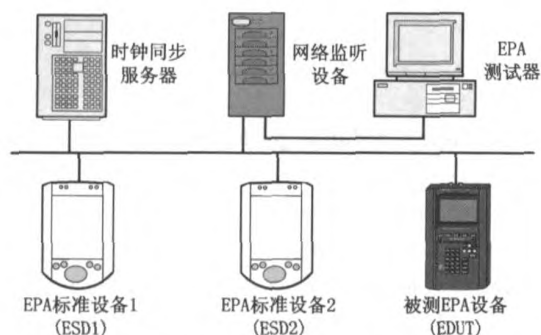 时钟同步
服务器
网络监听
设备
EPA
测试器
EPA标准设备1
(ESD1)
EPA标准设备2
(ESD2)
被测EPA设备
(EDUT)